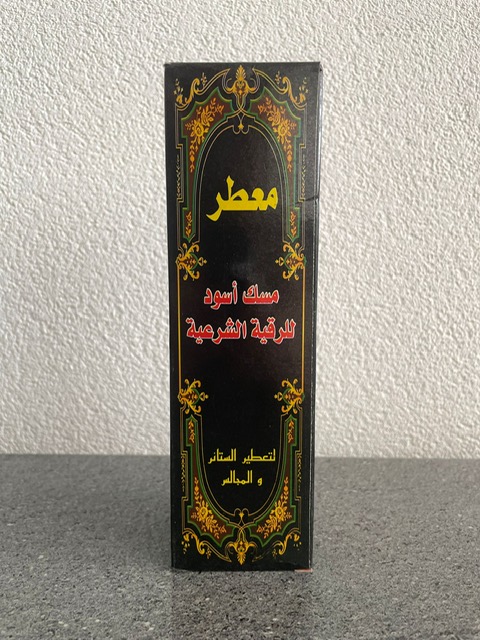 معطر
مسك أسود
للرقية الشرعية
لتعطير الستائر
و المجالس